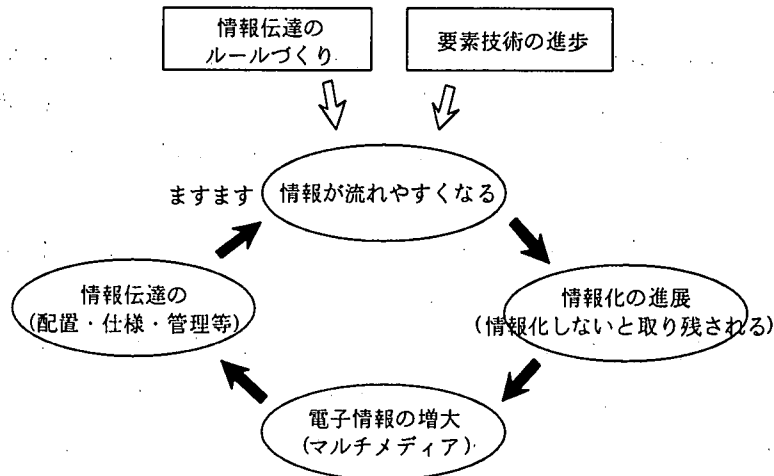 情報伝達の
ルールづくり
要素技術の進歩
ますます
情報が流れやすくなる
情報伝達の
(配置・仕様・管理等)
情報化の進展
(情報化しないと取り残される)
電子情報の増大
(マルチメディア)